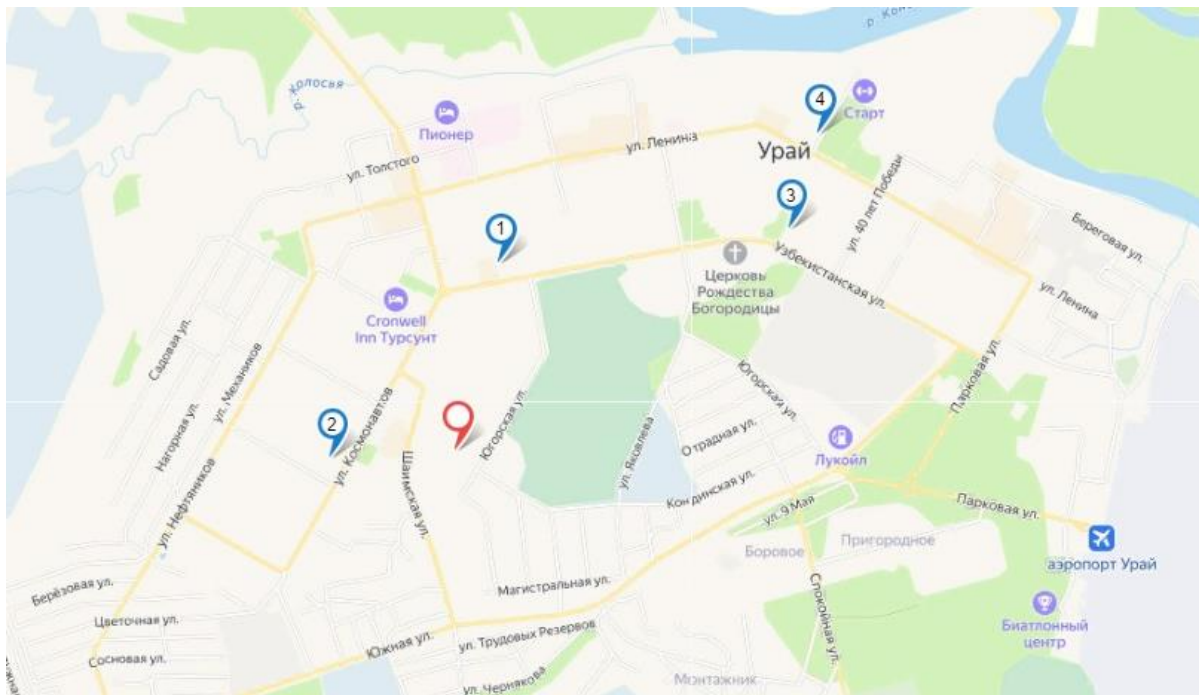 р. Колосья
Пионер
ул. Толстого
ул. Ленина
4
Старт
Урай
3
ул. 40 лет Победы
Береговая ул.
1
Церковь
Рождества
Богородицы
Узбекистанская ул.
ул. Ленина
Cronwell
Inn Турсунт
Садовая ул.
ул. Механиков
Нагорная ул.
2
ул. Космонавтов
Югорская ул.
Югорская ул.
Парковая ул.
Отрадная ул.
ул. Яковлева
Лукойл
ул. Нефтяников
Шаимская ул.
Кондинская ул.
ул. 9 Мая
Парковая ул.
аэропорт Урай
Боровое
Пригородное
Берёзовая ул.
Магистральная ул.
Спокойная ул.
Биатлонный
центр
Цветочная ул.
Южная ул.
ул. Трудовых Резервов
Сосновая ул.
ул. Чернякова
Монтажник